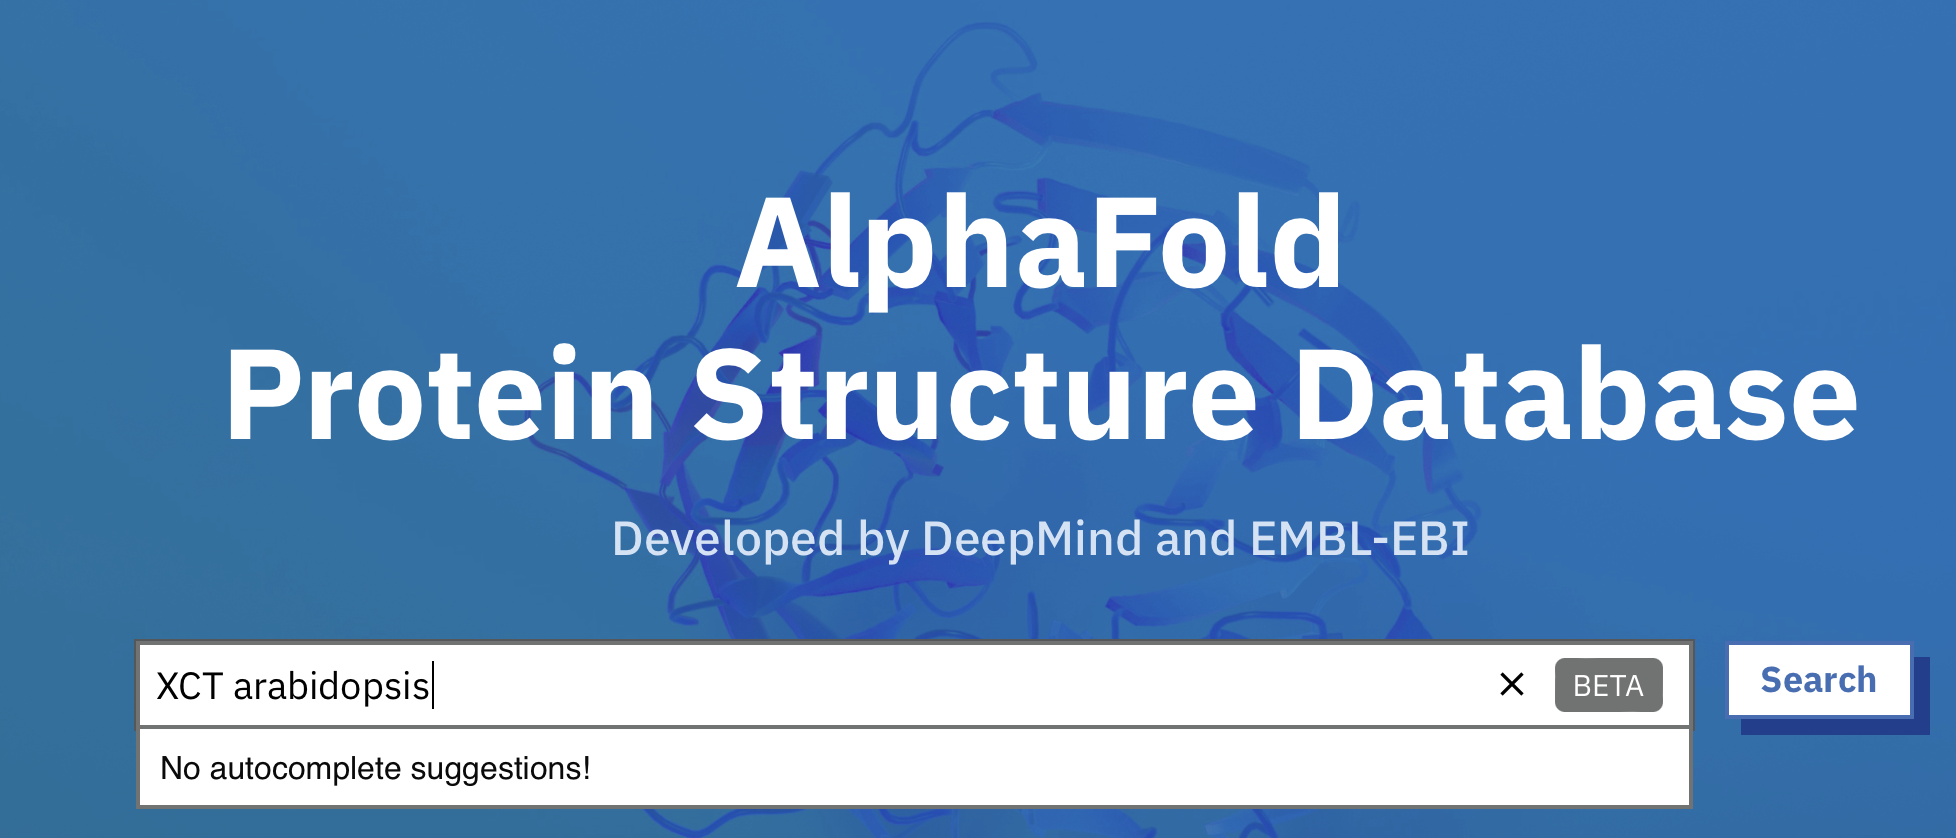 AlphaFold
Protein Structure Database
Developed by DeepMind and EMBL-EBI
XCT arabidopsis
BETA
Search
No autocomplete suggestions!